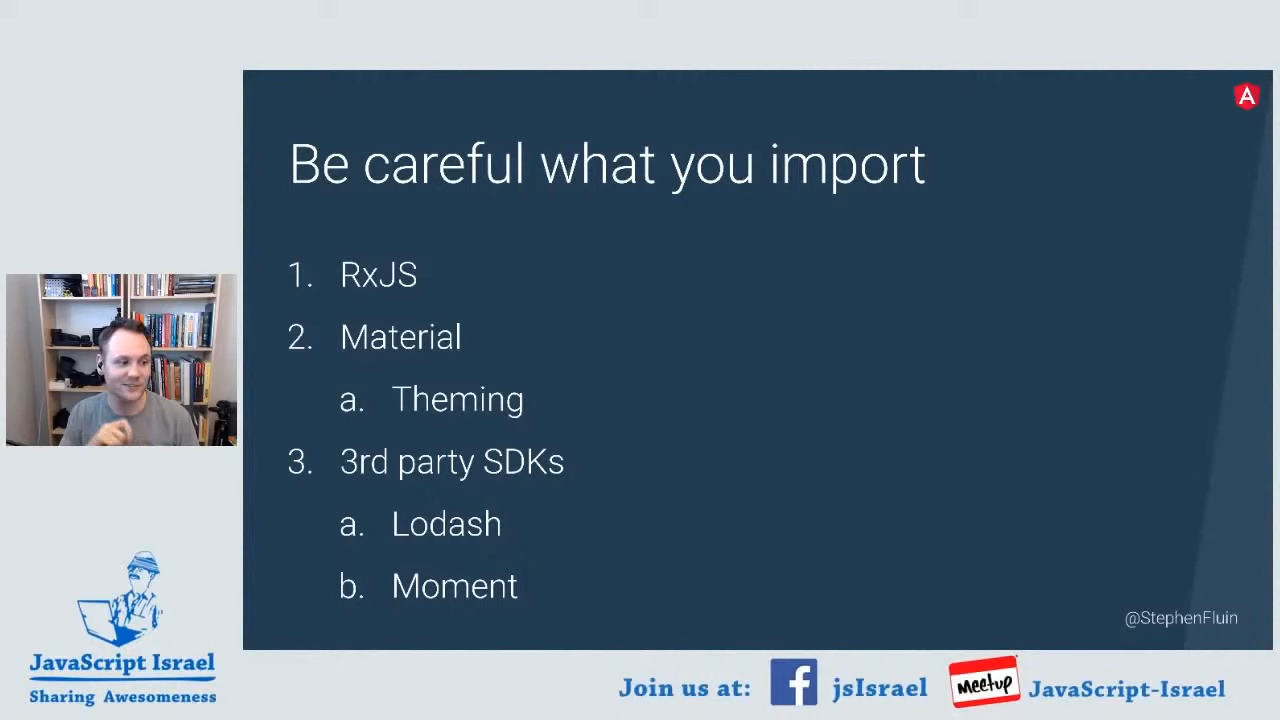 A
Be careful what you import
1. RxJS
2. Material
a. Theming
3. 3rd party SDKs
a. Lodash
b. Moment
@StephenFluin
JavaScript Israel
Sharing Awesomeness
Join us at: f jsIsrael Meetup JavaScript-Israel